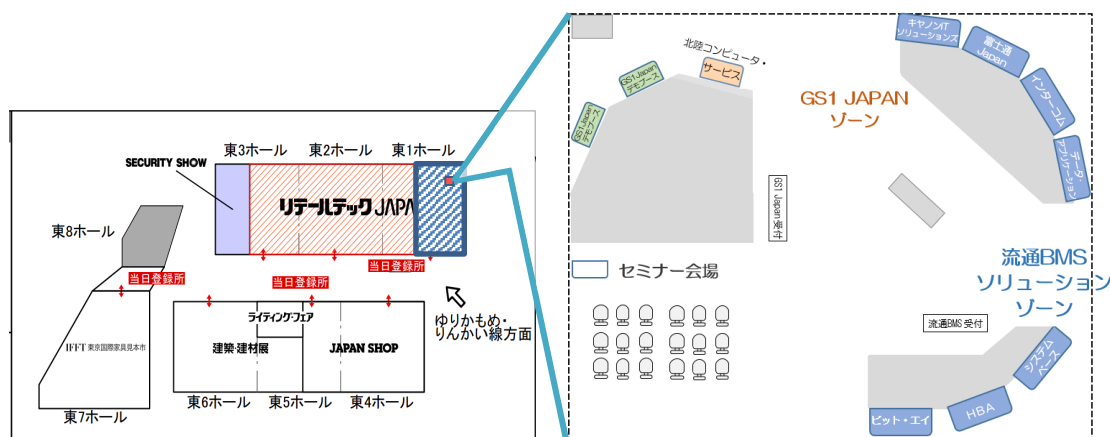 SECURITY SHOW
東3ホール
東2ホール
東1ホール
リテールテック JAPA
東8ホール
当日登録所
当日登録所
当日登録所
ゆりかもめ・
りんかい線方面
ライティング・フェア
建築・建材展
JAPAN SHOP
IFFT 東京国際家具見本市
東7ホール
東6ホール
東5ホール
東4ホール
北陸コンピュータ・
サービス
GS1 Japan
デモブース
GS1 Japan
デモブース
GS1 JAPAN
ゾーン
GS1 Japan 受付
キヤノンIT
ソリューションズ
富士通
Japan
インターコム
データ・
アプリケーション
セミナー会場
流通BMS
ソリューション
ゾーン
流通BMS 受付
システム
ベース
HBA
ビット・エイ